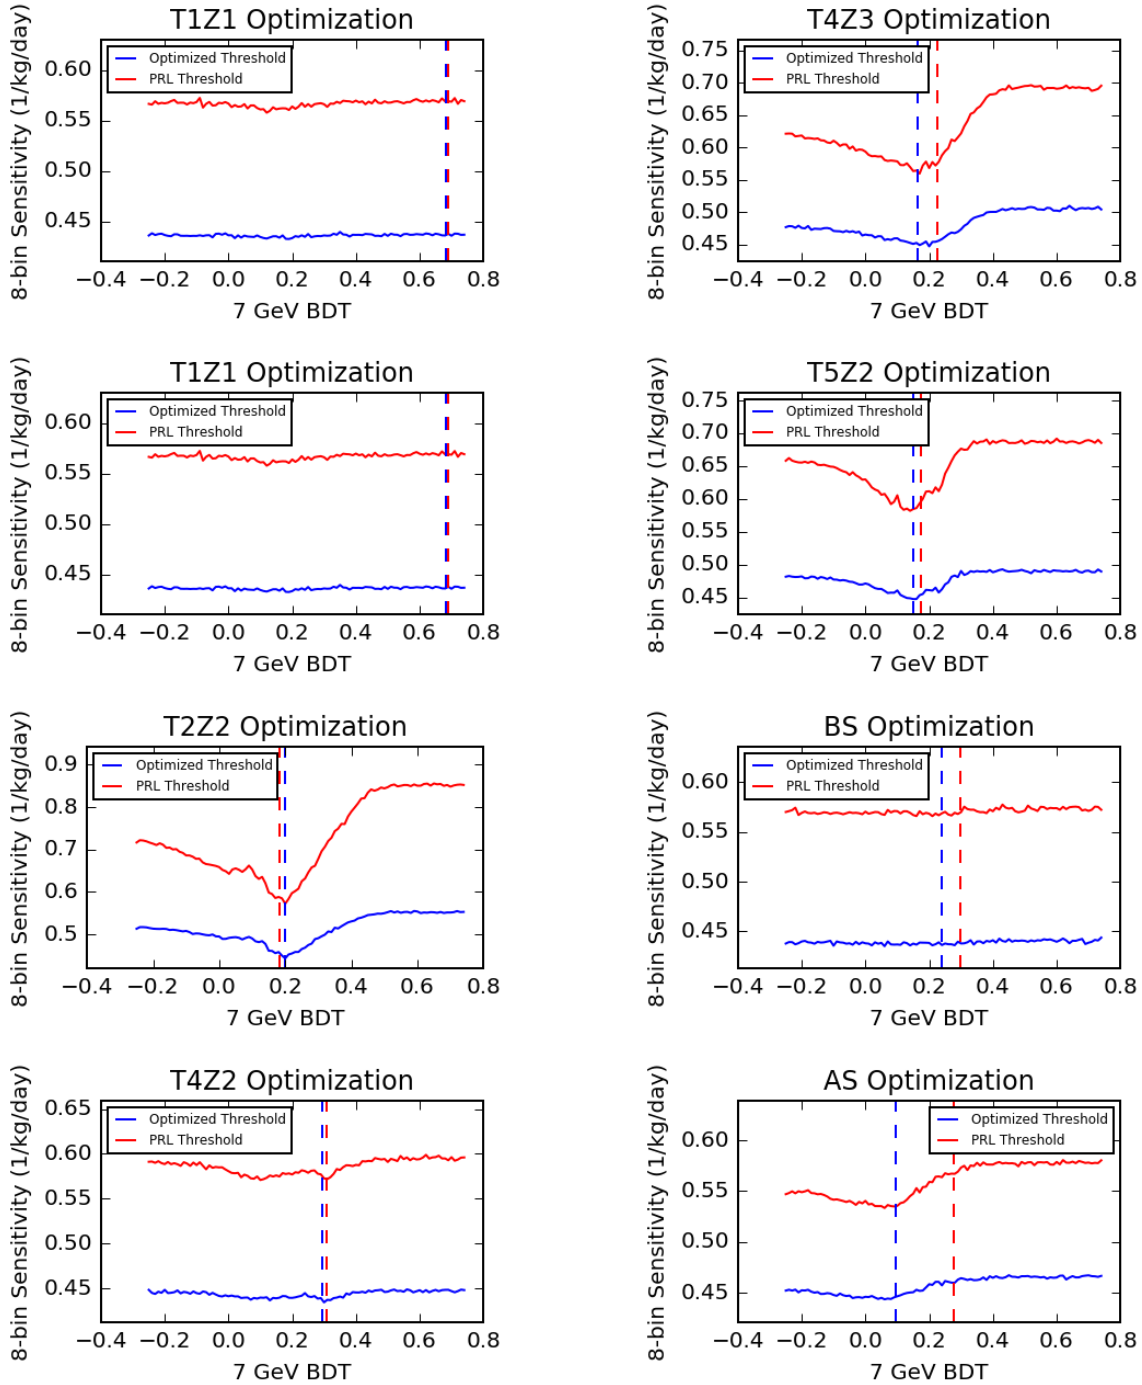 T1Z1 Optimization
8-bin Sensitivity (1/kg/day)
0.60
0.55
0.50
0.45
Optimized Threshold
PRL Threshold
−0.4 −0.2 0.0 0.2 0.4 0.6 0.8
7 GeV BDT
T4Z3 Optimization
8-bin Sensitivity (1/kg/day)
0.75
0.70
0.65
0.60
0.55
0.50
0.45
Optimized Threshold
PRL Threshold
−0.4 −0.2 0.0 0.2 0.4 0.6 0.8
7 GeV BDT
T1Z1 Optimization
8-bin Sensitivity (1/kg/day)
0.60
0.55
0.50
0.45
Optimized Threshold
PRL Threshold
−0.4 −0.2 0.0 0.2 0.4 0.6 0.8
7 GeV BDT
T5Z2 Optimization
8-bin Sensitivity (1/kg/day)
0.75
0.70
0.65
0.60
0.55
0.50
0.45
Optimized Threshold
PRL Threshold
−0.4 −0.2 0.0 0.2 0.4 0.6 0.8
7 GeV BDT
T2Z2 Optimization
8-bin Sensitivity (1/kg/day)
0.9
0.8
0.7
0.6
0.5
Optimized Threshold
PRL Threshold
−0.4 −0.2 0.0 0.2 0.4 0.6 0.8
7 GeV BDT
BS Optimization
8-bin Sensitivity (1/kg/day)
0.60
0.55
0.50
0.45
Optimized Threshold
PRL Threshold
−0.4 −0.2 0.0 0.2 0.4 0.6 0.8
7 GeV BDT
T4Z2 Optimization
8-bin Sensitivity (1/kg/day)
0.65
0.60
0.55
0.50
0.45
Optimized Threshold
PRL Threshold
−0.4 −0.2 0.0 0.2 0.4 0.6 0.8
7 GeV BDT
AS Optimization
8-bin Sensitivity (1/kg/day)
0.60
0.55
0.50
0.45
Optimized Threshold
PRL Threshold
−0.4 −0.2 0.0 0.2 0.4 0.6 0.8
7 GeV BDT